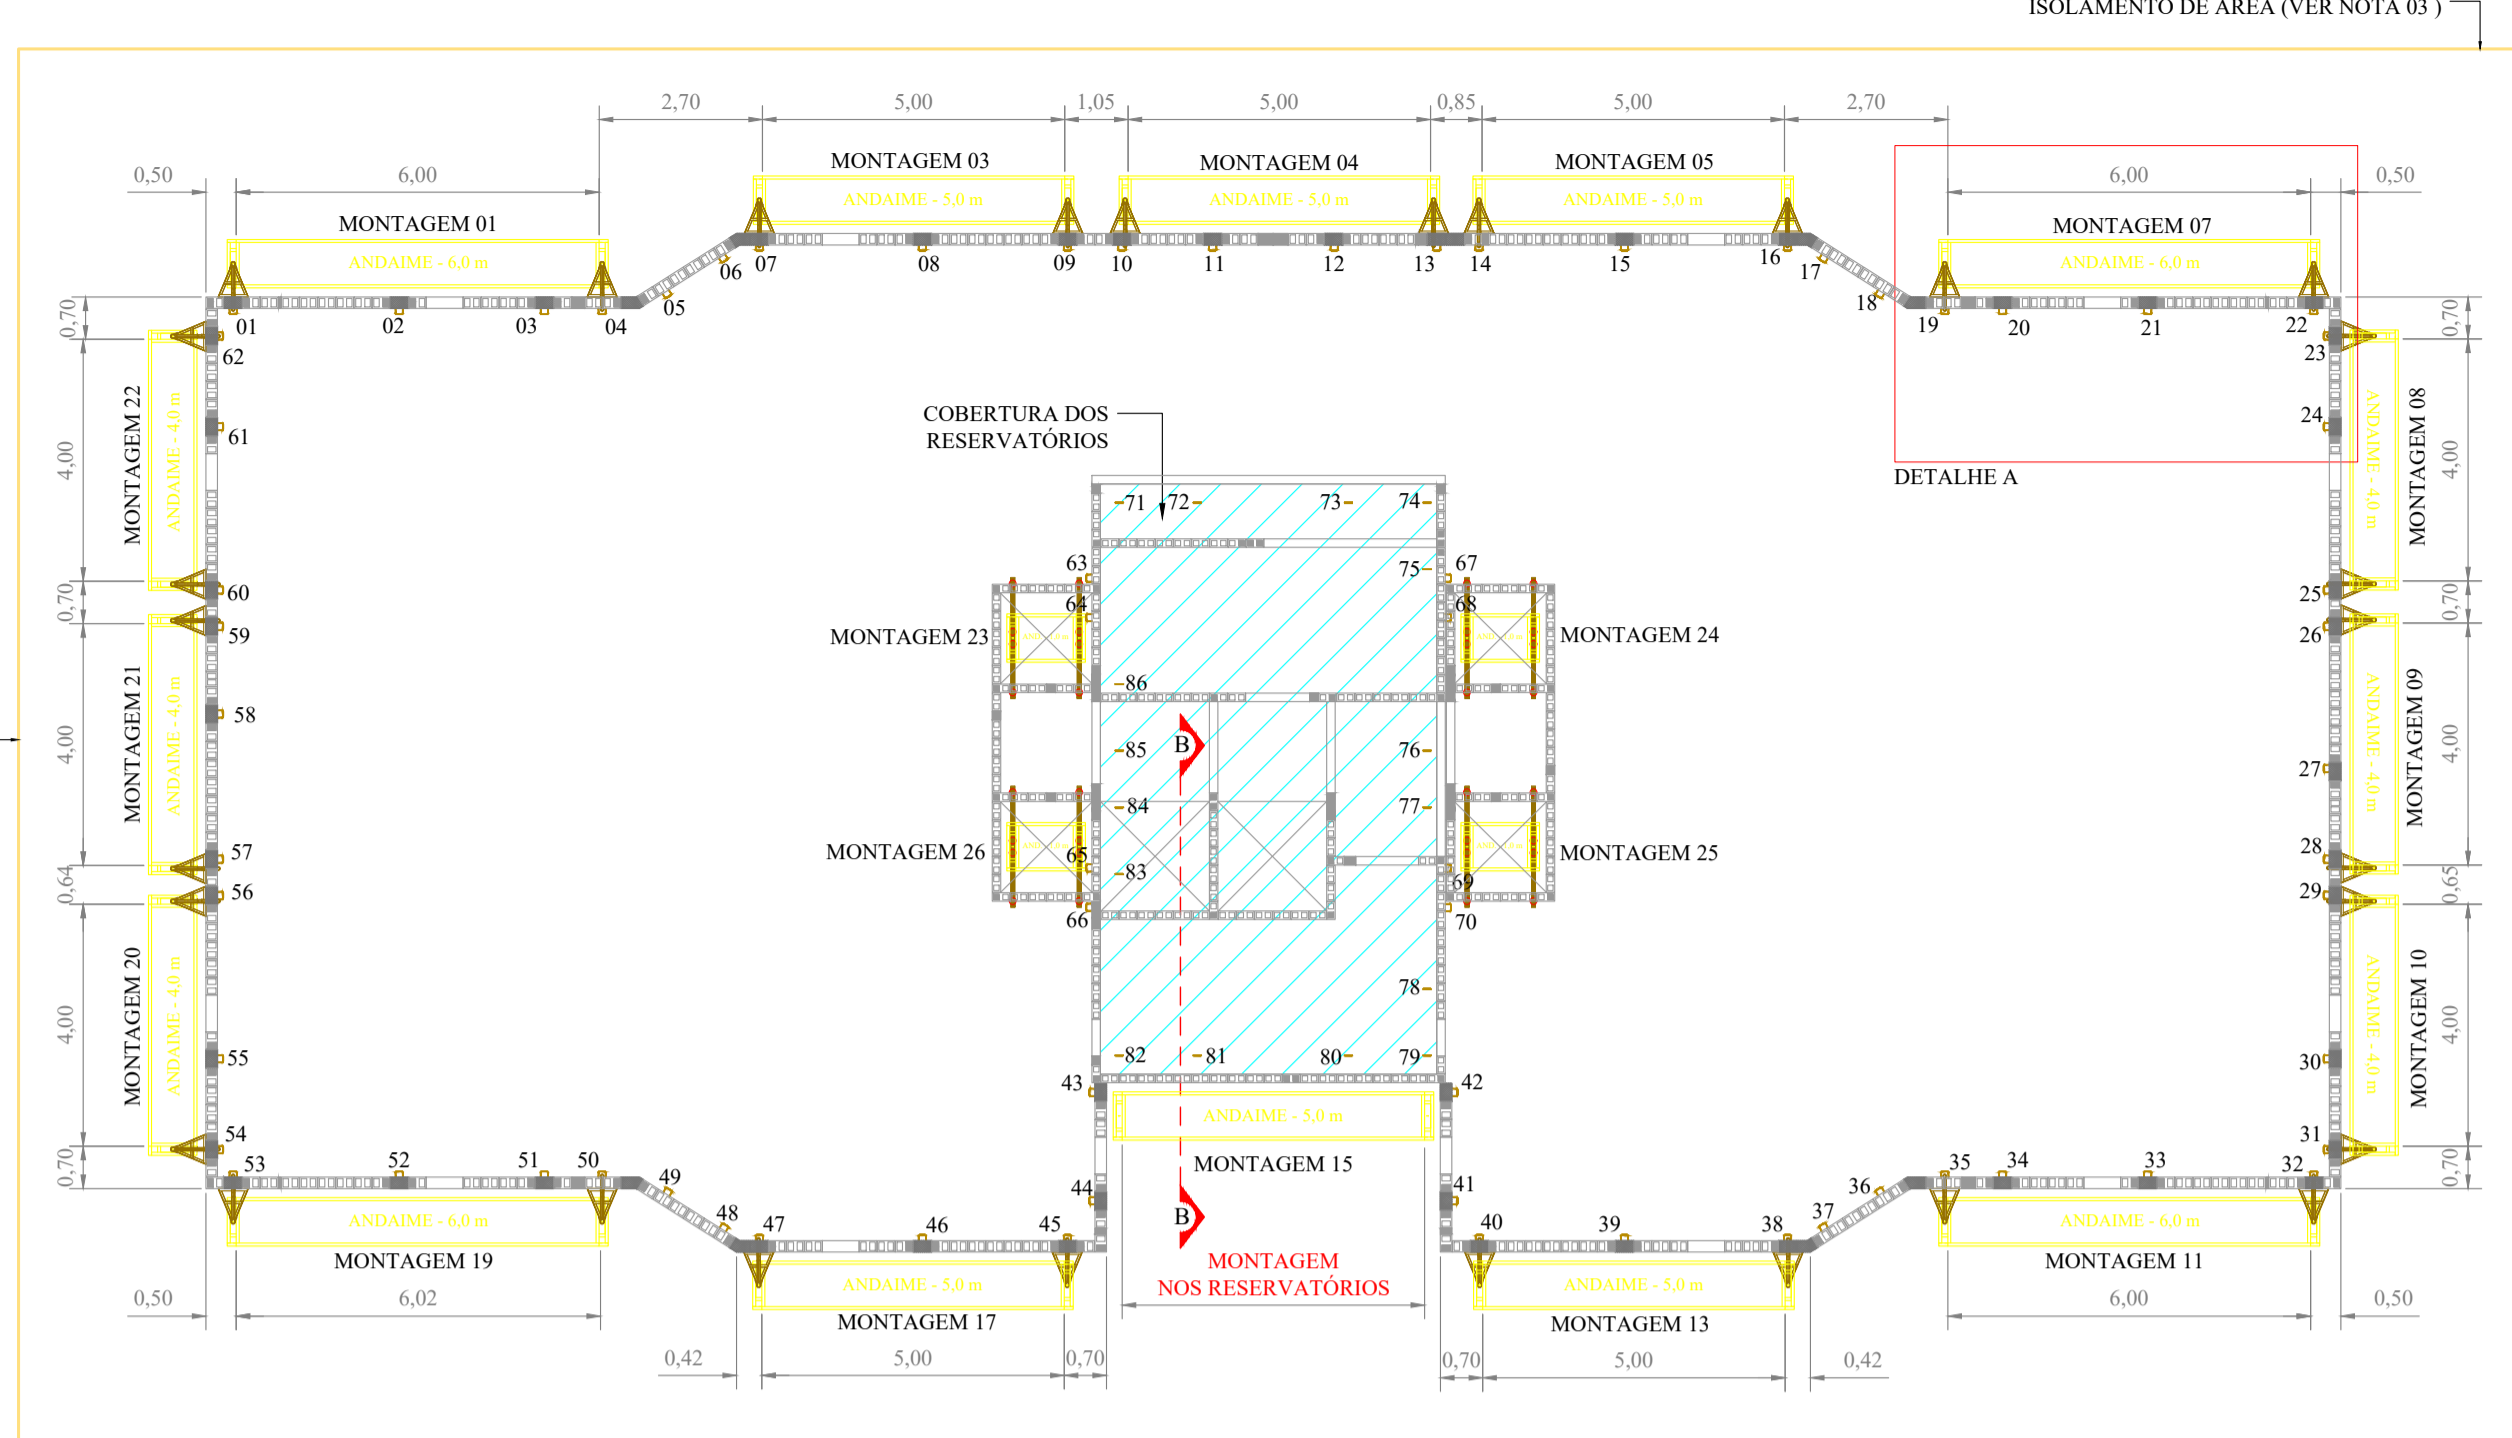 ISOLAMENTO DE ÁREA (VER NOTA 03 )
2,70
5,00
1,05
5,00
0,85
5,00
2,70
0,50
6,00
MONTAGEM 03
MONTAGEM 04
MONTAGEM 05
6,00
0,50
ANDAIME - 5,0 m
ANDAIME - 5,0 m
ANDAIME - 5,0 m
MONTAGEM 01
MONTAGEM 07
ANDAIME - 6,0 m
ANDAIME - 6,0 m
01
02
03
04
05
06
07
08
09
10
11
12
13
14
15
16
17
18
19
20
21
22
0,70
0,70
62
23
MONTAGEM 22
ANDAIME - 4,0 m
4,00
61
24
ANDAIME - 4,0 m
MONTAGEM 08
4,00
COBERTURA DOS
RESERVATÓRIOS
DETALHE A
71
72
73
74
63
75
67
64
68
60
25
0,70
0,70
59
26
MONTAGEM 23
MONTAGEM 24
86
MONTAGEM 21
ANDAIME - 4,0 m
4,00
58
85
B
76
27
ANDAIME - 4,0 m
MONTAGEM 09
4,00
84
77
MONTAGEM 26
65
83
69
MONTAGEM 25
57
28
0,64
0,65
56
29
66
70
MONTAGEM 20
ANDAIME - 4,0 m
4,00
78
ANDAIME - 4,0 m
MONTAGEM 10
4,00
55
82
81
80
79
30
43
42
ANDAIME - 5,0 m
54
31
0,70
0,70
53
52
51
50
49
48
47
46
45
44
MONTAGEM 15
B
41
40
39
38
37
36
35
34
33
32
ANDAIME - 6,0 m
MONTAGEM 19
ANDAIME - 6,0 m
MONTAGEM 11
MONTAGEM
NOS RESERVATÓRIOS
ANDAIME - 5,0 m
MONTAGEM 17
ANDAIME - 5,0 m
MONTAGEM 13
0,50
6,02
6,00
0,50
0,42
5,00
0,70
0,70
5,00
0,42